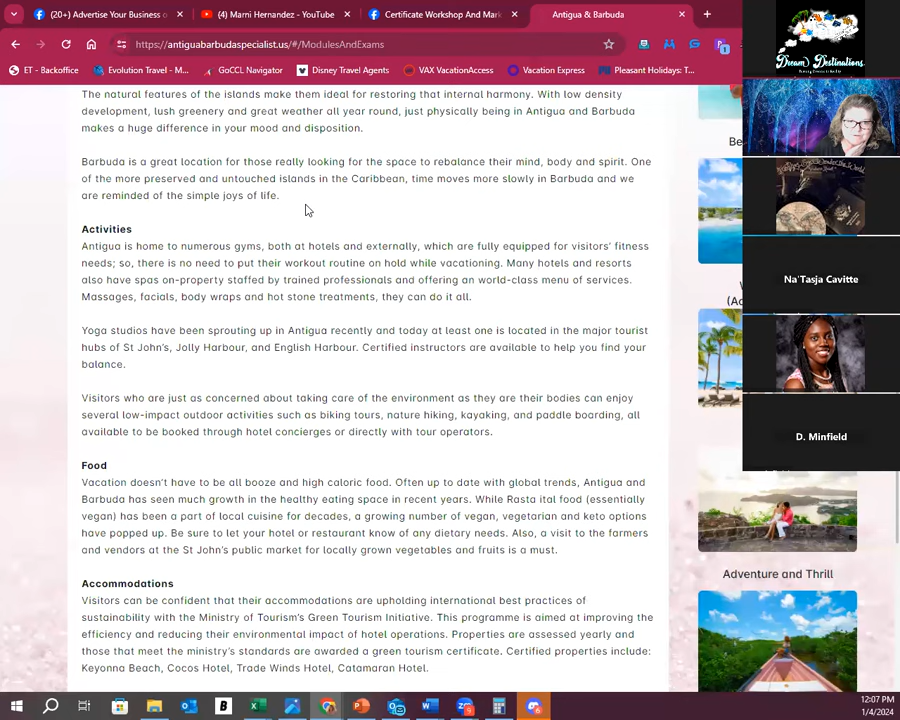 (20+) Advertise Your Business o
(4) Marni Hernandez - YouTube
Certificate Workshop And Mark
Antigua & Barbuda
https://antiguabarbudaspecialist.us/#/ModulesAndExams
ET - Backoffice
Evolution Travel - M...
GoCCL Navigator
Disney Travel Agents
VAX VacationAccess
Vacation Express
Pleasant Holidays: T...
The natural features of the islands make them ideal for restoring that internal harmony. With low density
development, lush greenery and great weather all year round, just physically being in Antigua and Barbuda
makes a huge difference in your mood and disposition.
Barbuda is a great location for those really looking for the space to rebalance their mind, body and spirit. One
of the more preserved and untouched islands in the Caribbean, time moves more slowly in Barbuda and we
are reminded of the simple joys of life.
Activities
Antigua is home to numerous gyms, both at hotels and externally, which are fully equipped for visitors' fitness
needs; so, there is no need to put their workout routine on hold while vacationing. Many hotels and resorts
also have spas on-property staffed by trained professionals and offering an world-class menu of services.
Massages, facials, body wraps and hot stone treatments, they can do it all.
Yoga studios have been sprouting up in Antigua recently and today at least one is located in the major tourist
hubs of St John's, Jolly Harbour, and English Harbour. Certified instructors are available to help you find your
balance.
Visitors who are just as concerned about taking care of the environment as they are their bodies can enjoy
several low-impact outdoor activities such as biking tours, nature hiking, kayaking, and paddle boarding, all
available to be booked through hotel concierges or directly with tour operators.
Food
Vacation doesn't have to be all booze and high caloric food. Often up to date with global trends, Antigua and
Barbuda has seen much growth in the healthy eating space in recent years. While Rasta ital food (essentially
vegan) has been a part of local cuisine for decades, a growing number of vegan, vegetarian and keto options
have popped up. Be sure to let your hotel or restaurant know of any dietary needs. Also, a visit to the farmers
and vendors at the St John's public market for locally grown vegetables and fruits is a must.
Accommodations
Visitors can be confident that their accommodations are upholding international best practices of
sustainability with the Ministry of Tourism's Green Tourism Initiative. This programme is aimed at improving the
efficiency and reducing their environmental impact of hotel operations. Properties are assessed yearly and
those that meet the ministry's standards are awarded a green tourism certificate. Certified properties include:
Keyonna Beach, Cocos Hotel, Trade Winds Hotel, Catamaran Hotel.
Be
(Ac
Adventure and Thrill
Dream Destinations
Na'Tasja Cavitte
D. Minfield
12:07 PM
1/4/2024